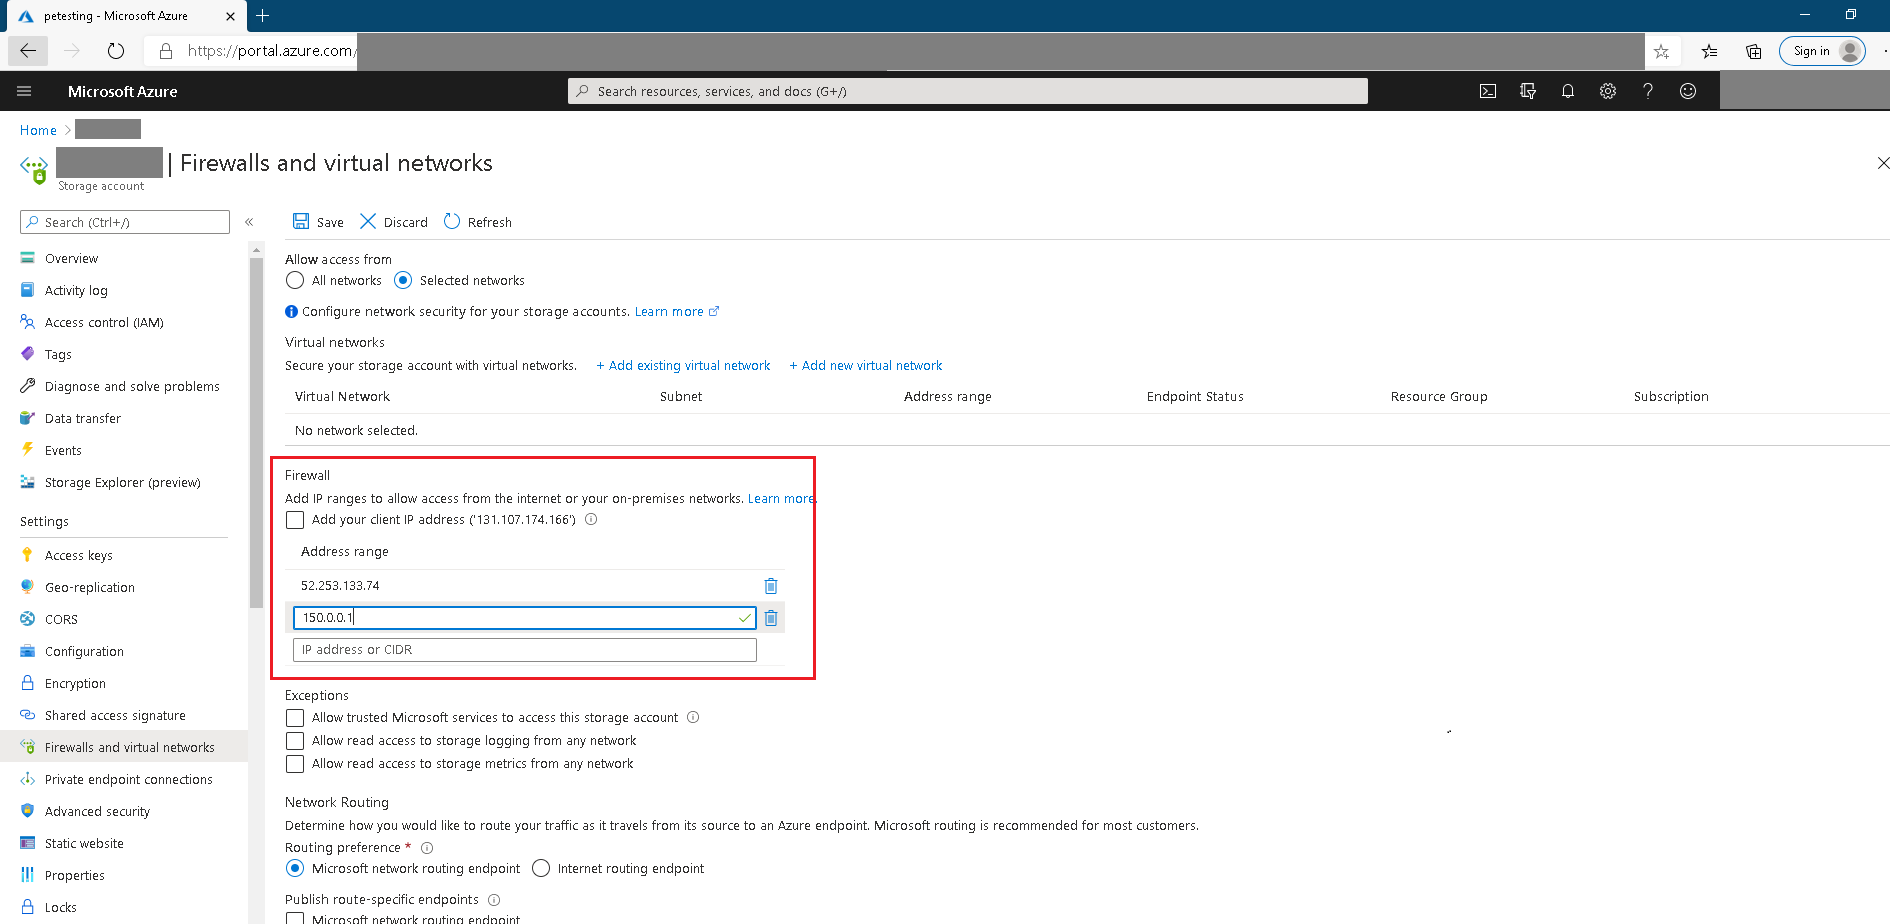 petesting - Microsoft Azure
https://portal.azure.com/
Sign in
Microsoft Azure
Search resources, services, and docs (G+/)
Home
| Firewalls and virtual networks
Storage account
Search (Ctrl+/)
Overview
Activity log
Access control (IAM)
Tags
Diagnose and solve problems
Data transfer
Events
Storage Explorer (preview)
Settings
Access keys
Geo-replication
CORS
Configuration
Encryption
Shared access signature
Firewalls and virtual networks
Private endpoint connections
Advanced security
Static website
Properties
Locks
Save Discard Refresh
Allow access from
All networks Selected networks
Configure network security for your storage accounts. Learn more
Virtual networks
Secure your storage account with virtual networks. + Add existing virtual network + Add new virtual network
Virtual Network Subnet Address range Endpoint Status Resource Group Subscription
No network selected.
Firewall
Add IP ranges to allow access from the internet or your on-premises networks. Learn more.
Add your client IP address ('131.107.174.166')
Address range
52.253.133.74
150.0.0.1
IP address or CIDR
Exceptions
Allow trusted Microsoft services to access this storage account
Allow read access to storage logging from any network
Allow read access to storage metrics from any network
Network Routing
Determine how you would like to route your traffic as it travels from its source to an Azure endpoint. Microsoft routing is recommended for most customers.
Routing preference *
Microsoft network routing endpoint Internet routing endpoint
Publish route-specific endpoints
Microsoft network routing endpoint